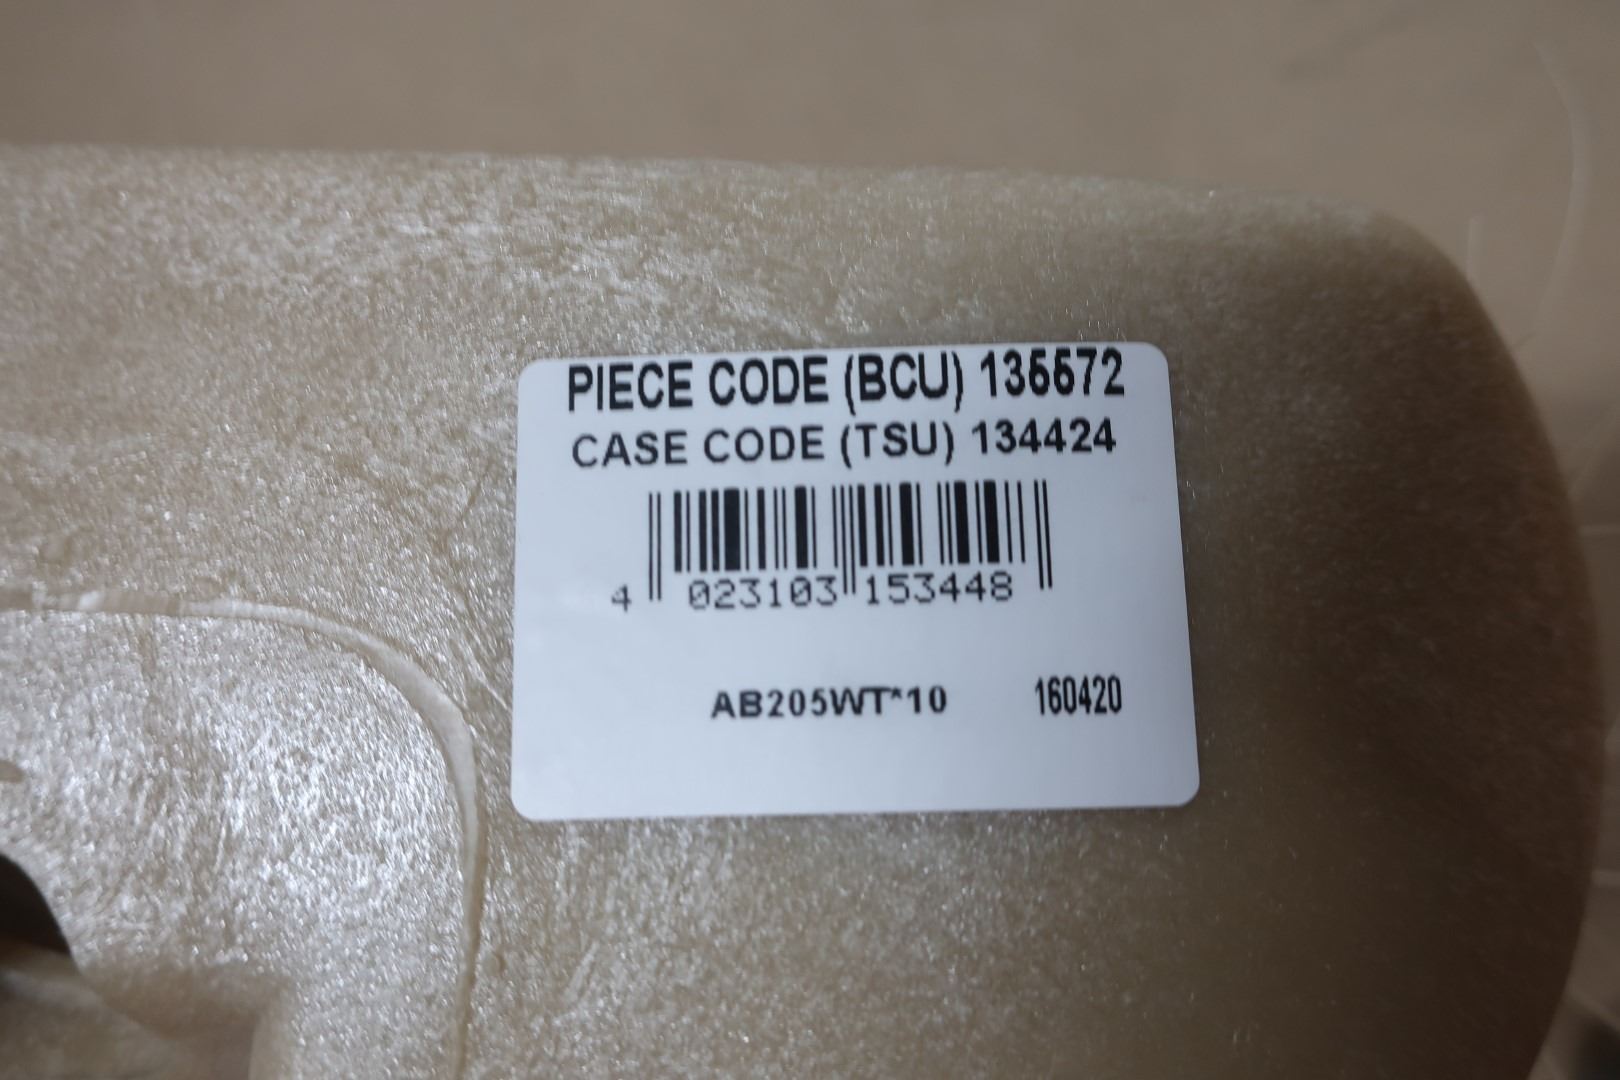 PIECE CODE (BCU) 135572
CASE CODE (TSU) 134424
4 023103 153448
AB205WT*10 160420